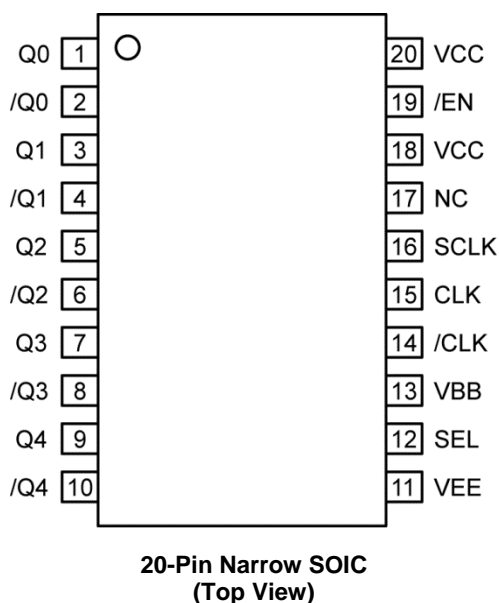 Q0 1 20 VCC
/Q0 2 19 /EN
Q1 3 18 VCC
/Q1 4 17 NC
Q2 5 16 SCLK
/Q2 6 15 CLK
Q3 7 14 /CLK
/Q3 8 13 VBB
Q4 9 12 SEL
/Q4 10 11 VEE
20-Pin Narrow SOIC
(Top View)